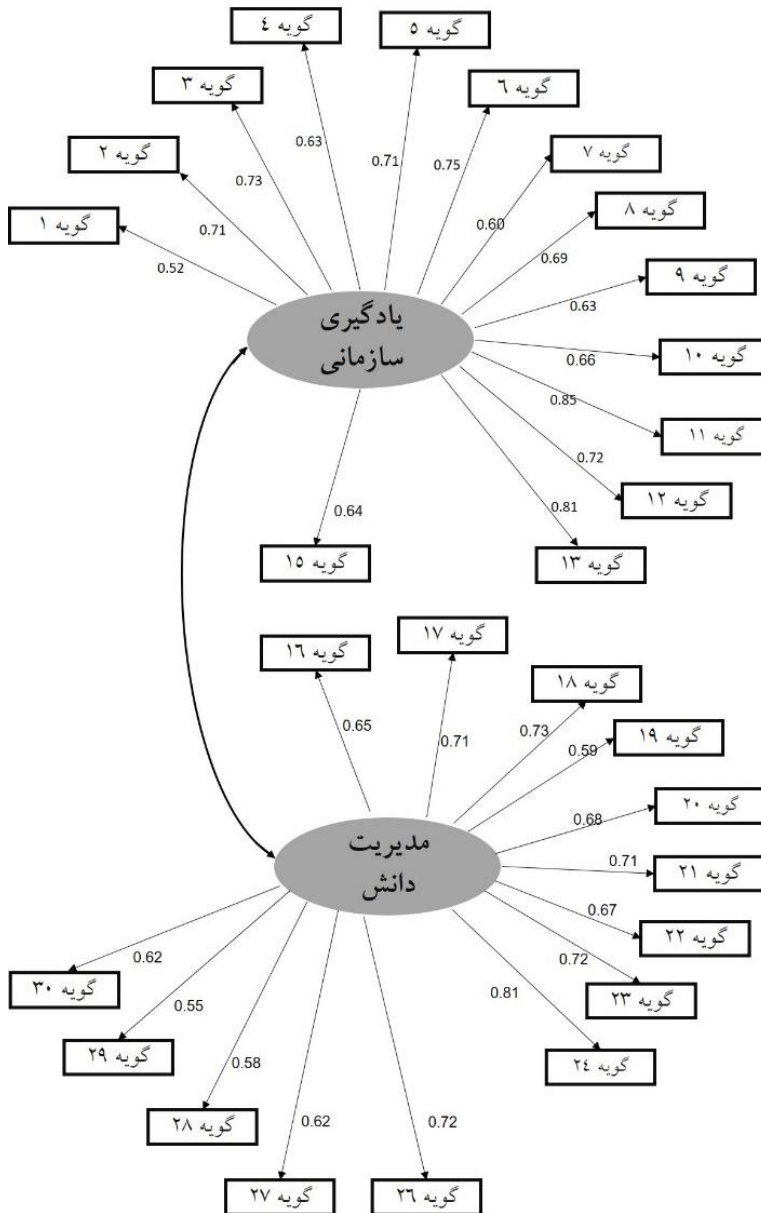 گویه ٤
گویه ٥
گویه ٣
گویه ٦
گویه ٢
گویه ٧
گویه ١
گویه ٨
0.63
0.71
0.73
0.75
0.71
0.60
0.52
0.69
گویه ٩
0.63
یادگیری
سازمانی
گویه ١٠
0.66
0.85
گویه ١١
0.72
گویه ١٢
0.81
گویه ١٣
0.64
گویه ١٥
گویه ١٦
گویه ١٧
گویه ١٨
گویه ١٩
0.65
0.71
0.73
0.59
گویه ٢٠
0.68
مدیریت
دانش
0.71
گویه ٢١
0.67
گویه ٢٢
0.72
گویه ٢٣
0.81
گویه ٢٤
0.62
گویه ٣٠
0.55
گویه ٢٩
0.58
گویه ٢٨
0.62
گویه ٢٧
0.72
گویه ٢٦